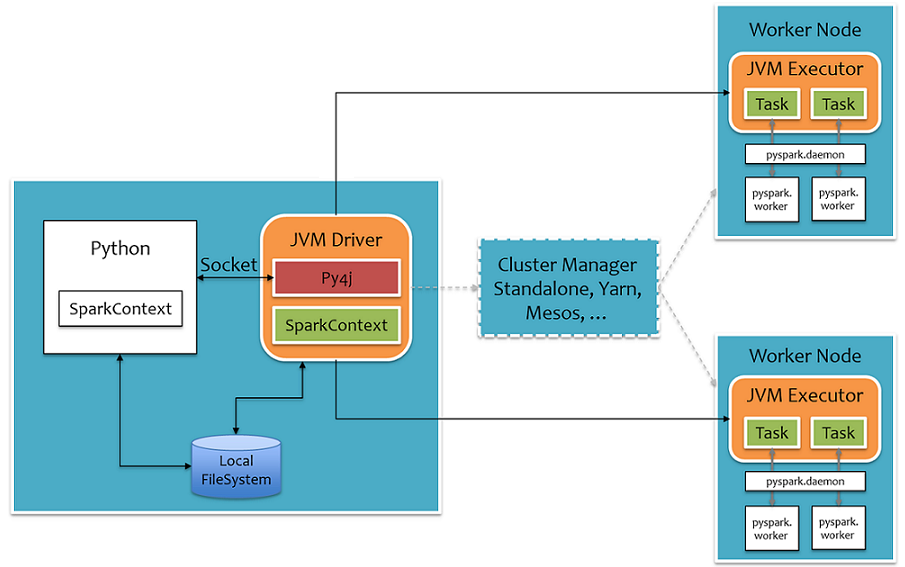 Python
SparkContext
Socket
JVM Driver
Py4j
SparkContext
Local
FileSystem
Cluster Manager
Standalone, Yarn,
Mesos, ...
Worker Node
JVM Executor
Task Task
pyspark.daemon
pyspark. pyspark.
worker worker
Worker Node
JVM Executor
Task Task
pyspark.daemon
pyspark. pyspark.
worker worker